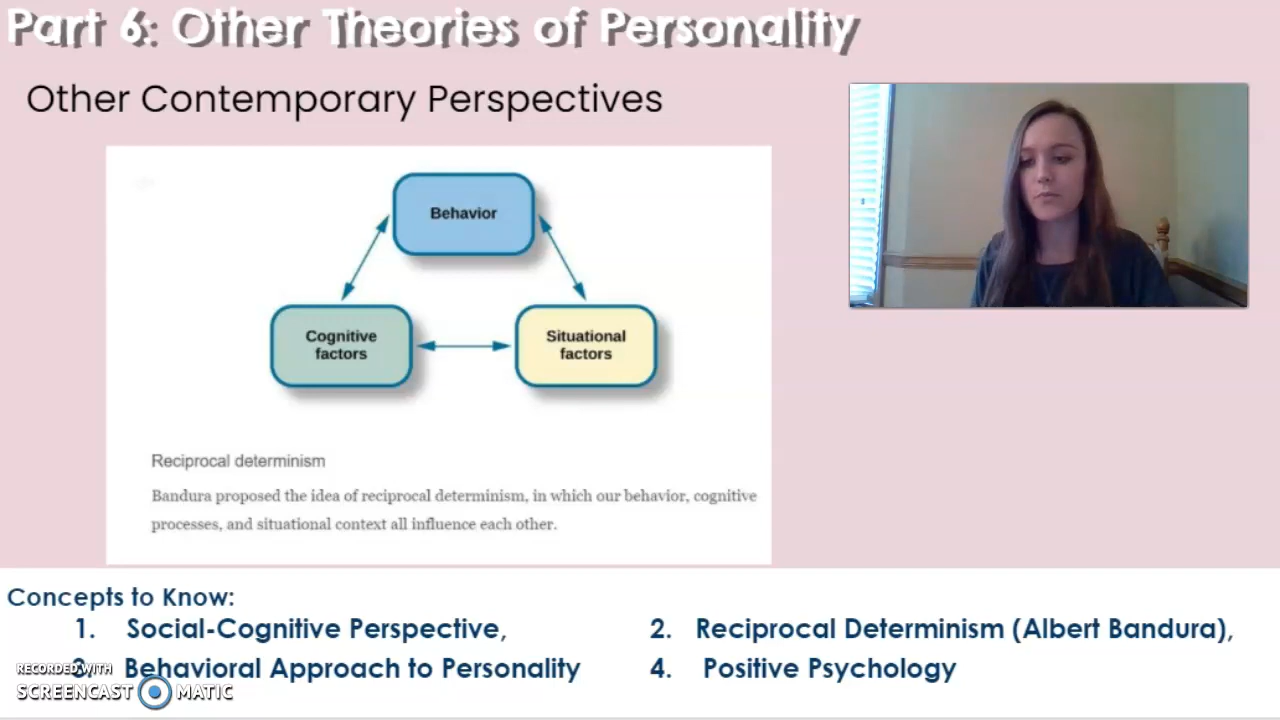 Part 6: Other Theories of Personality
Other Contemporary Perspectives
Behavior
Cognitive
factors
Situational
factors
Reciprocal determinism
Bandura proposed the idea of reciprocal determinism, in which our behavior, cognitive
processes, and situational context all influence each other.
Concepts to Know:
1. Social-Cognitive Perspective,
2. Reciprocal Determinism (Albert Bandura),
3. Behavioral Approach to Personality
4. Positive Psychology
RECORDED WITH
SCREENCAST MATIC